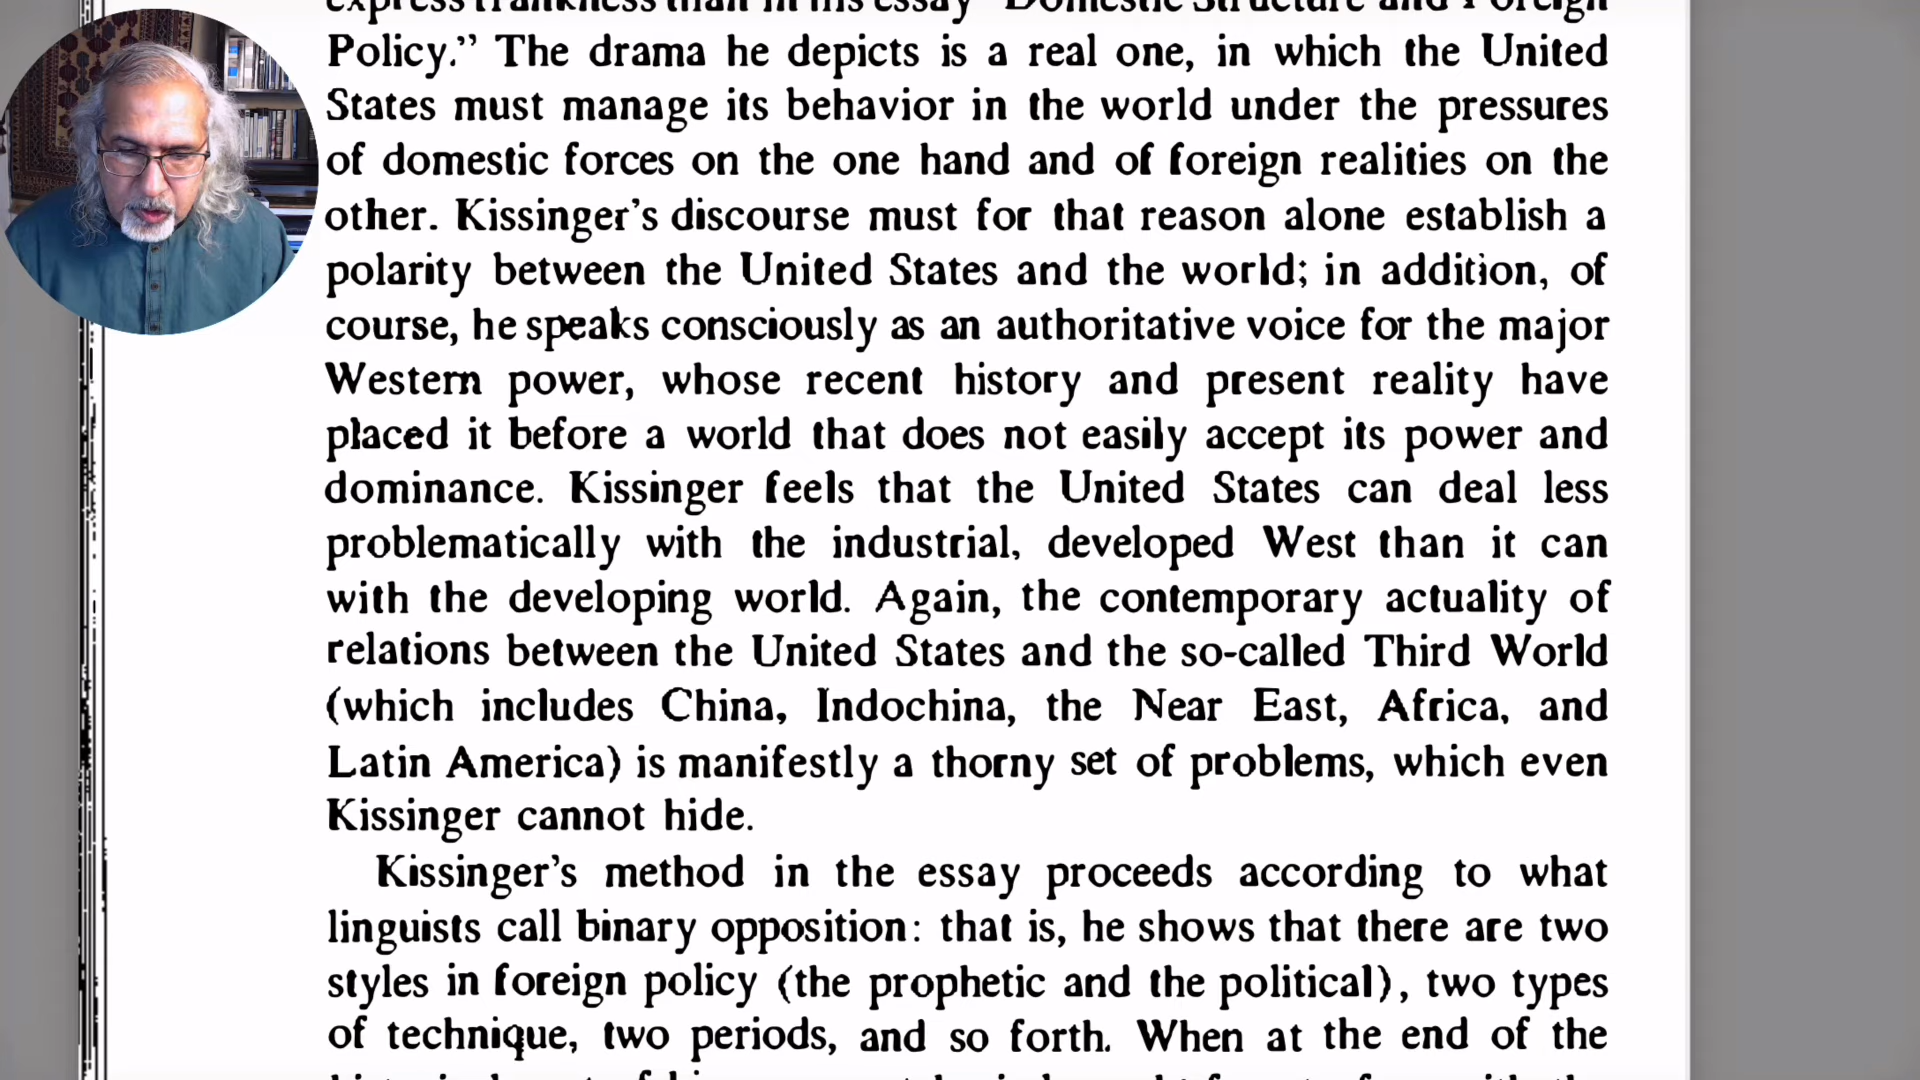 express frankness than in his essay "Domestic Structure and Foreign
Policy." The drama he depicts is a real one, in which the United
States must manage its behavior in the world under the pressures
of domestic forces on the one hand and of foreign realities on the
other. Kissinger's discourse must for that reason alone establish a
polarity between the United States and the world; in addition, of
course, he speaks consciously as an authoritative voice for the major
Western power, whose recent history and present reality have
placed it before a world that does not easily accept its power and
dominance. Kissinger feels that the United States can deal less
problematically with the industrial, developed West than it can
with the developing world. Again, the contemporary actuality of
relations between the United States and the so-called Third World
(which includes China, Indochina, the Near East, Africa, and
Latin America) is manifestly a thorny set of problems, which even
Kissinger cannot hide.
Kissinger's method in the essay proceeds according to what
linguists call binary opposition: that is, he shows that there are two
styles in foreign policy (the prophetic and the political), two types
of technique, two periods, and so forth. When at the end of the